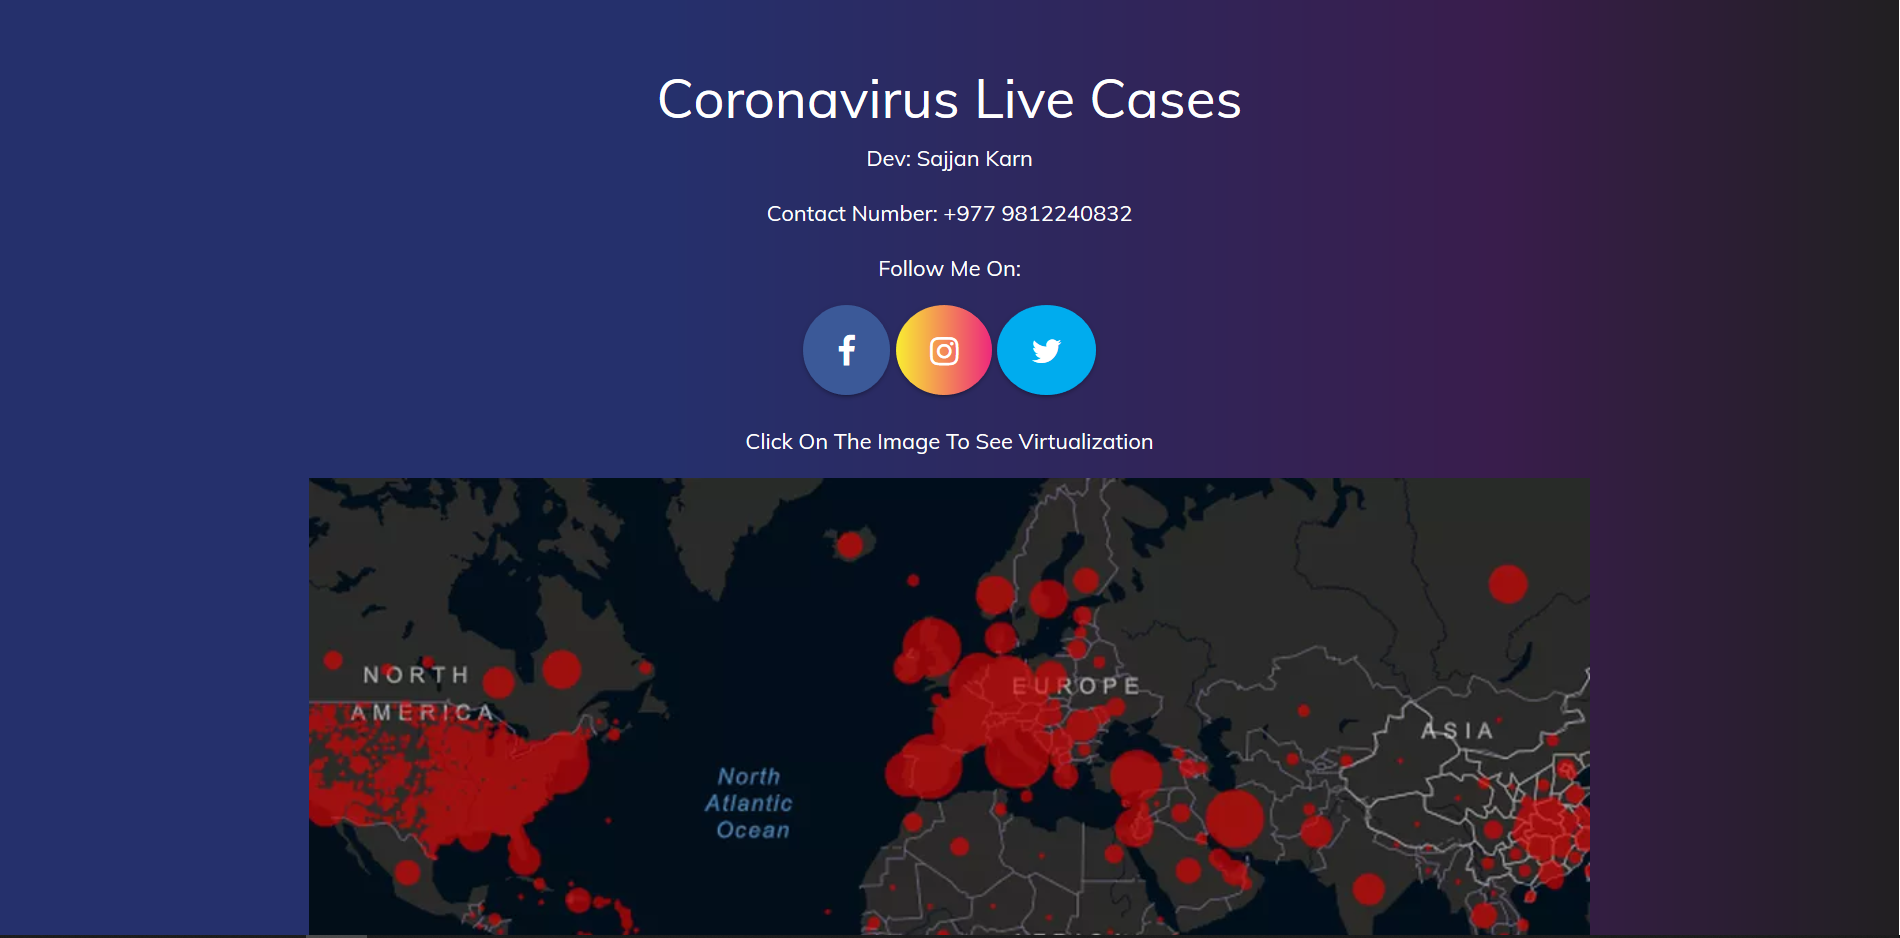 Coronavirus Live Cases
Dev: Sajjan Karn
Contact Number: +977 9812240832
Follow Me On:
Click On The Image To See Virtualization
NORTH
AMERICA
EUROPE
ASIA
North
Atlantic
Ocean